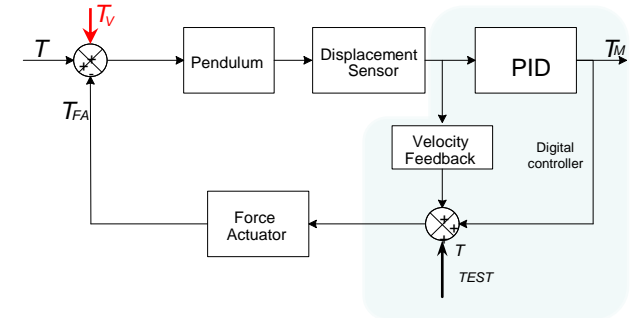 T
T_V
+
+
-
Pendulum
Displacement
Sensor
PID
T_M
T_FA
Velocity
Feedback
Digital
controller
Force
Actuator
+
+
+
T
TEST